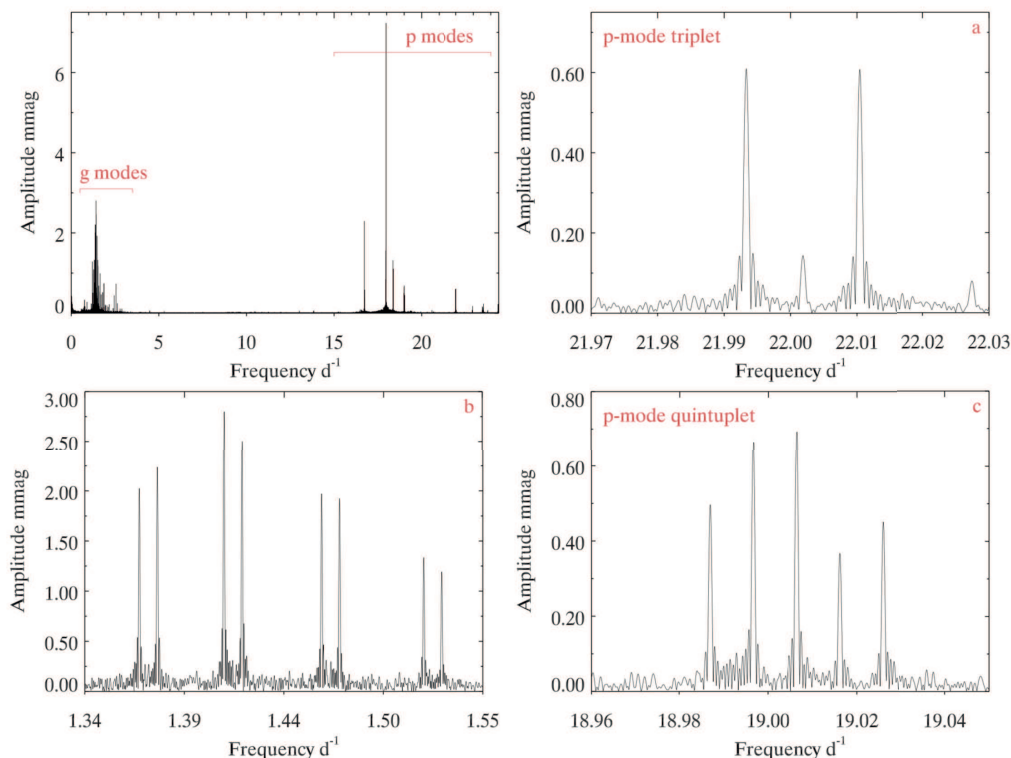 Amplitude mmag
6
4
2
0
g modes
p modes
0 5 10 15 20
Frequency d-1
Amplitude mmag
0.60
0.40
0.20
0.00
p-mode triplet
a
21.97 21.98 21.99 22.00 22.01 22.02 22.03
Frequency d-1
Amplitude mmag
3.00
2.50
2.00
1.50
1.00
0.50
0.00
b
1.34 1.39 1.44 1.50 1.55
Frequency d-1
Amplitude mmag
0.80
0.60
0.40
0.20
0.00
p-mode quintuplet
c
18.96 18.98 19.00 19.02 19.04
Frequency d-1